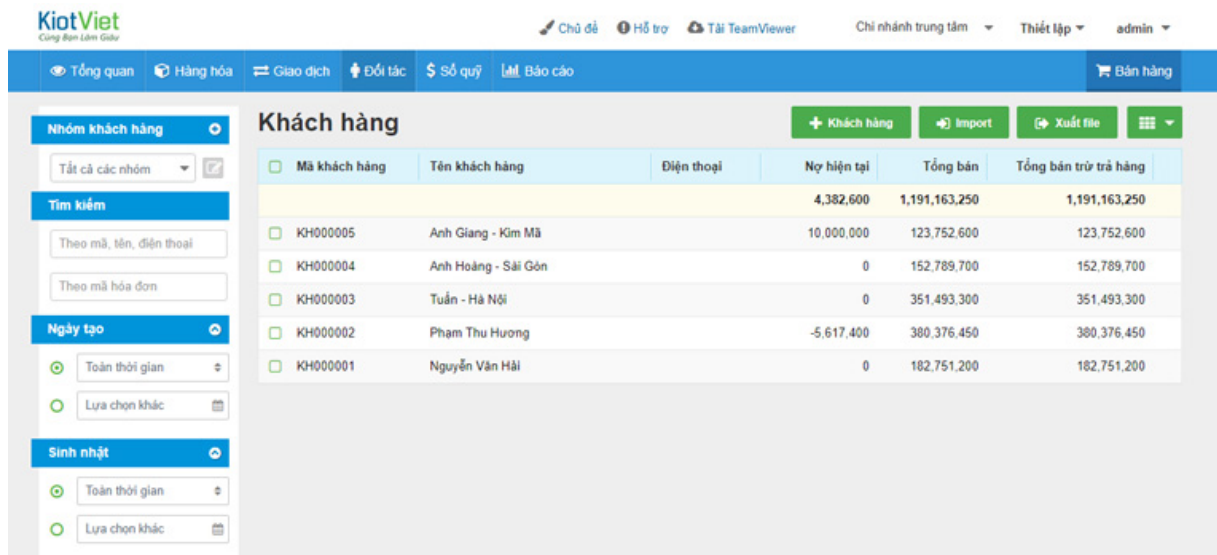 KiotViet
Cùng Bạn Làm Giàu
Chủ đề Hỗ trợ Tải TeamViewer Chi nhánh trung tâm Thiết lập admin
Tổng quan Hàng hóa Giao dịch Đối tác Sổ quỹ Báo cáo Bán hàng
Nhóm khách hàng
Tất cả các nhóm
Tìm kiếm
Theo mã, tên, điện thoại
Theo mã hóa đơn
Ngày tạo
Toàn thời gian
Lựa chọn khác
Sinh nhật
Toàn thời gian
Lựa chọn khác
Khách hàng
Khách hàng Import Xuất file
Mã khách hàng Tên khách hàng Điện thoại Nợ hiện tại Tổng bán Tổng bán trừ trả hàng
4,382,600 1,191,163,250 1,191,163,250
KH000005 Anh Giang - Kim Mã 10,000,000 123,752,600 123,752,600
KH000004 Anh Hoàng - Sài Gòn 0 152,789,700 152,789,700
KH000003 Tuấn - Hà Nội 0 351,493,300 351,493,300
KH000002 Phạm Thu Hương -5,617,400 380,376,450 380,376,450
KH000001 Nguyễn Văn Hải 0 182,751,200 182,751,200